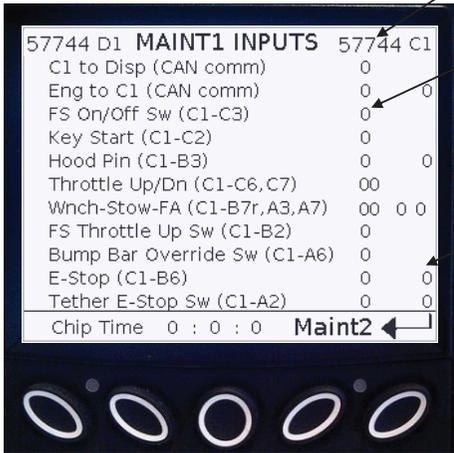 57744 D1 MAINT1 INPUTS 57744 C1
C1 to Disp (CAN comm) 0
Eng to C1 (CAN comm) 0 0
FS On/Off Sw (C1-C3) 0
Key Start (C1-C2) 0
Hood Pin (C1-B3) 0 0
Throttle Up/Dn (C1-C6,C7) 00
Wnch-Stow-FA (C1-B7r,A3,A7) 00 0 0
FS Throttle Up Sw (C1-B2) 0
Bump Bar Override Sw (C1-A6) 0
E-Stop (C1-B6) 0 0
Tether E-Stop Sw (C1-A2) 0 0
Chip Time 0 : 0 : 0 Maint2